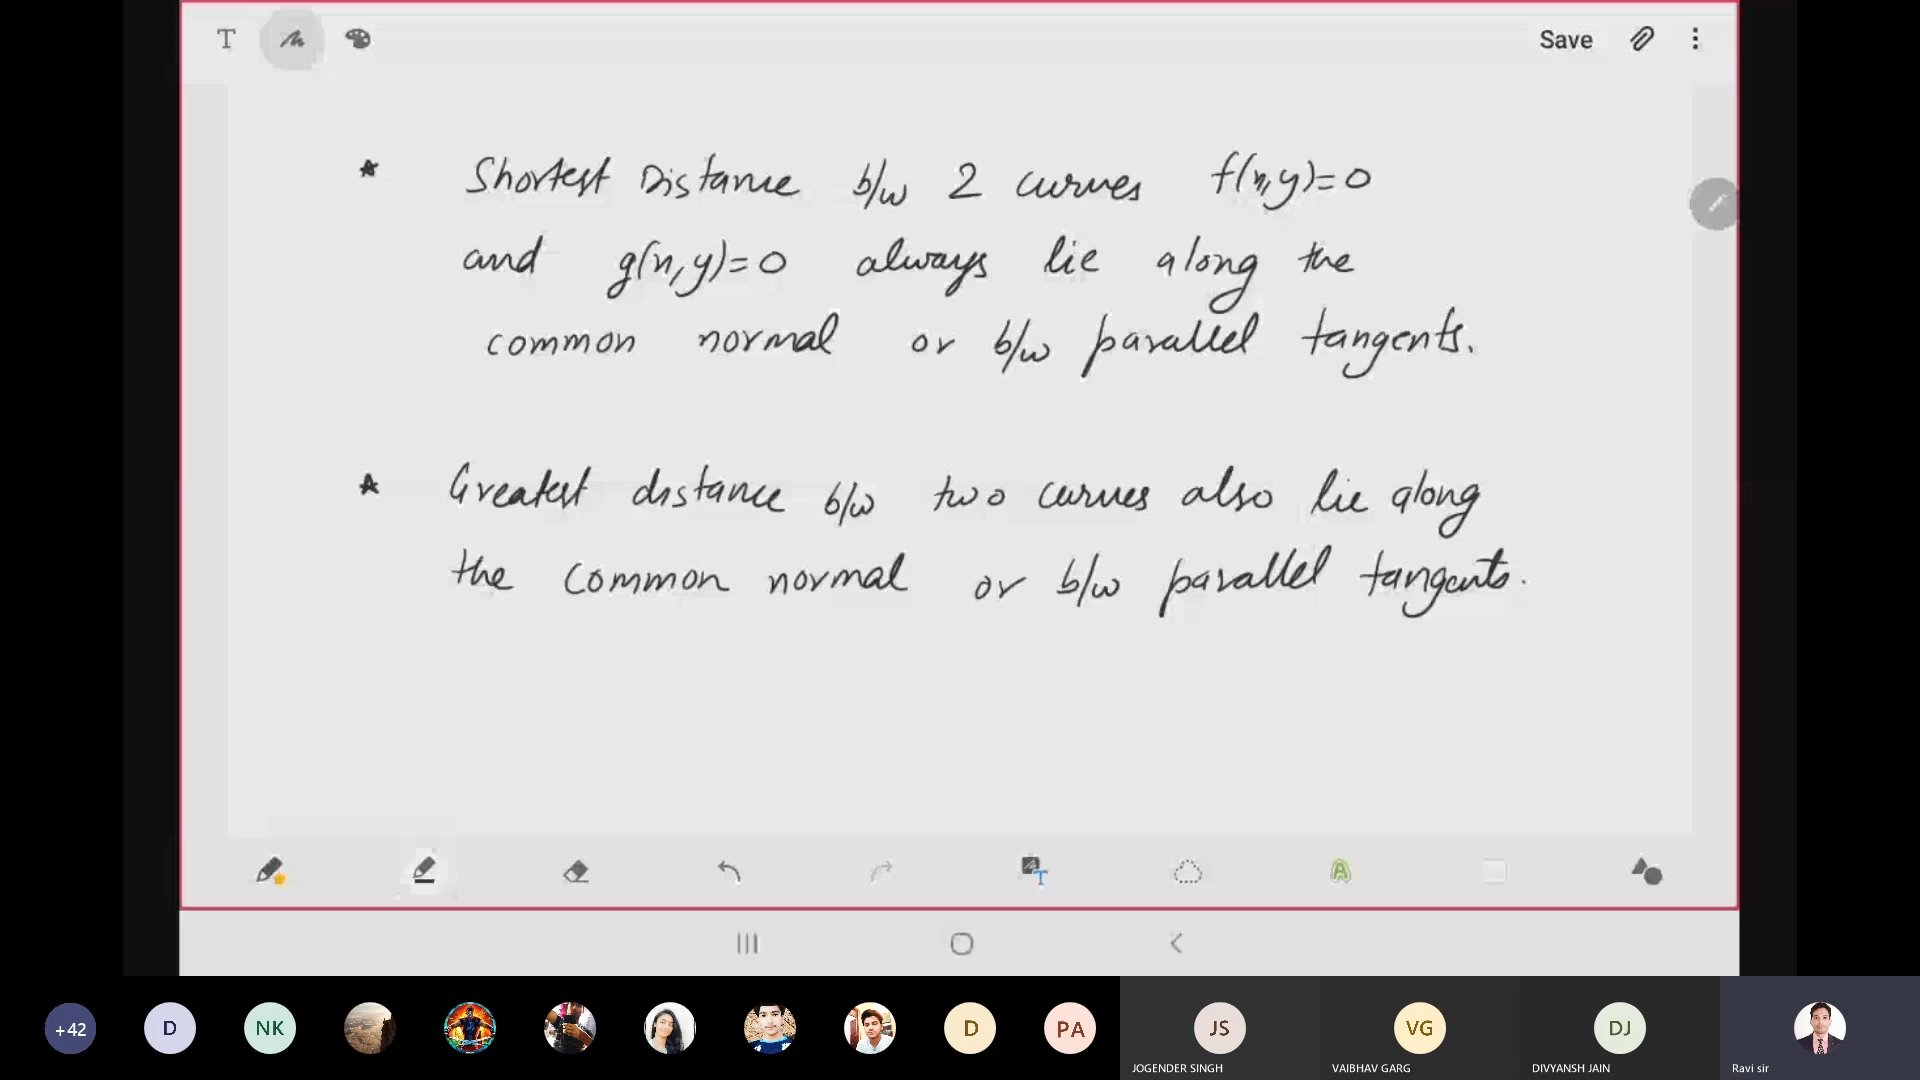 T
Save
* Shortest Distance b/w 2 curves f(x,y)=0
and g(x,y)=0 always lie along the
common normal or b/w parallel tangents.
* Greatest distance b/w two curves also lie along
the common normal or b/w parallel tangents.
T
A
+42
D
NK
D
PA
JS
VG
DJ
JOGENDER SINGH
VAIBHAV GARG
DIVYANSH JAIN
Ravi sir